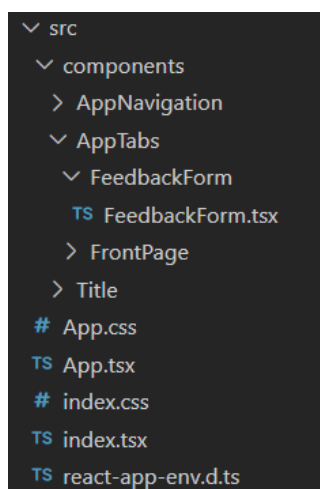 src
components
AppNavigation
AppTabs
FeedbackForm
TS FeedbackForm.tsx
FrontPage
Title
# App.css
TS App.tsx
# index.css
TS index.tsx
TS react-app-env.d.ts